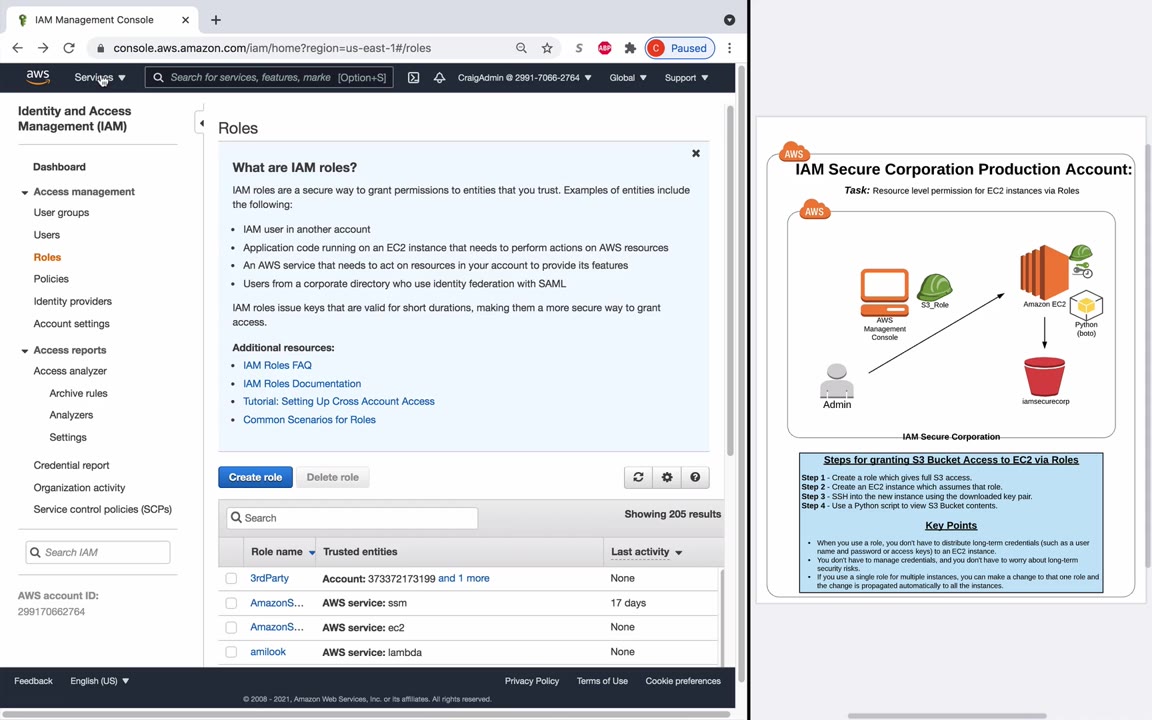 IAM Management Console
console.aws.amazon.com/iam/home?region=us-east-1#/roles
S
ABP
C
Paused
aws
Services
Search for services, features, marke [Option+S]
CraigAdmin @ 2991-7066-2764
Global
Support
Identity and Access
Management (IAM)
Dashboard
Access management
User groups
Users
Roles
Policies
Identity providers
Account settings
Access reports
Access analyzer
Archive rules
Analyzers
Settings
Credential report
Organization activity
Service control policies (SCPs)
Search IAM
AWS account ID:
299170662764
Roles
What are IAM roles?
IAM roles are a secure way to grant permissions to entities that you trust. Examples of entities include
the following:
• IAM user in another account
• Application code running on an EC2 instance that needs to perform actions on AWS resources
• An AWS service that needs to act on resources in your account to provide its features
• Users from a corporate directory who use identity federation with SAML
IAM roles issue keys that are valid for short durations, making them a more secure way to grant
access.
Additional resources:
• IAM Roles FAQ
• IAM Roles Documentation
• Tutorial: Setting Up Cross Account Access
• Common Scenarios for Roles
Create role
Delete role
Search
Showing 205 results
Role name
Trusted entities
Last activity
3rdParty
Account: 373372173199 and 1 more
None
AmazonS...
AWS service: ssm
17 days
AmazonS...
AWS service: ec2
None
amilook
AWS service: lambda
None
Feedback
English (US)
Privacy Policy
Terms of Use
Cookie preferences
© 2008 - 2021, Amazon Web Services, Inc. or its affiliates. All rights reserved.
AWS
IAM Secure Corporation Production Account:
Task: Resource level permission for EC2 instances via Roles
AWS
S3_Role
AWS
Management
Console
Amazon EC2
Python
(boto)
Admin
iamsecurecorp
IAM Secure Corporation
Steps for granting S3 Bucket Access to EC2 via Roles
Step 1 - Create a role which gives full S3 access.
Step 2 - Create an EC2 instance which assumes that role.
Step 3 - SSH into the new instance using the downloaded key pair.
Step 4 - Use a Python script to view S3 Bucket contents.
Key Points
• When you use a role, you don't have to distribute long-term credentials (such as a user
name and password or access keys) to an EC2 instance.
• You don't have to manage credentials, and you don't have to worry about long-term
security risks.
• If you use a single role for multiple instances, you can make a change to that one role and
the change is propagated automatically to all the instances.